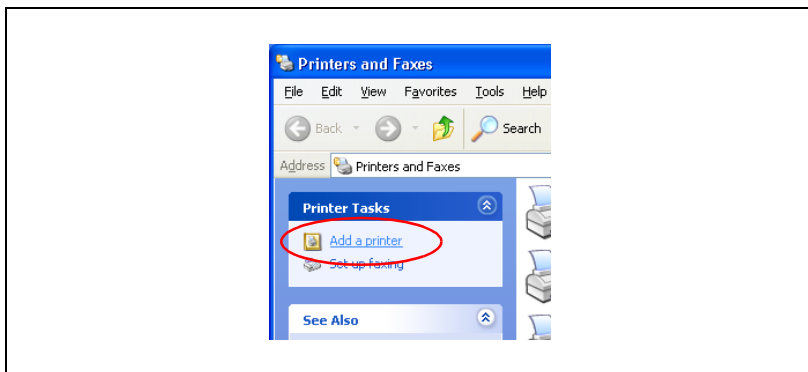 Printers and Faxes
File Edit View Favorites Tools Help
Back Search
Address Printers and Faxes
Printer Tasks
Add a printer
Set up faxing
See Also